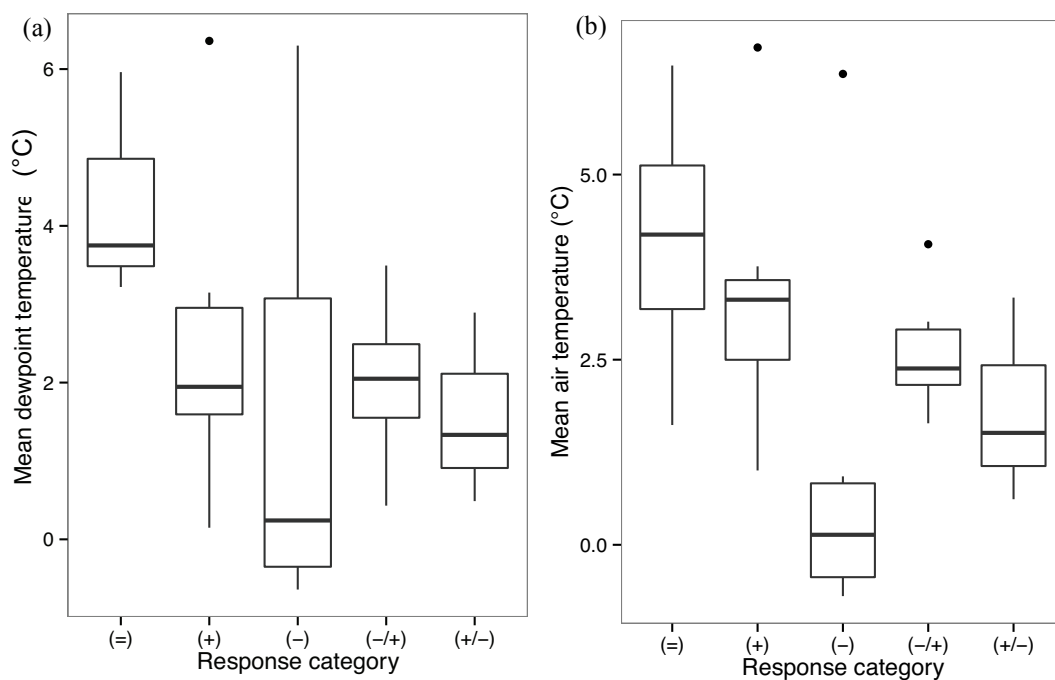 (a)
Mean dewpoint temperature (°C)
6
4
2
0
(=) (+) (−) (−/+) (+/−)
Response category
(b)
Mean air temperature (°C)
5.0
2.5
0.0
(=) (+) (−) (−/+) (+/−)
Response category